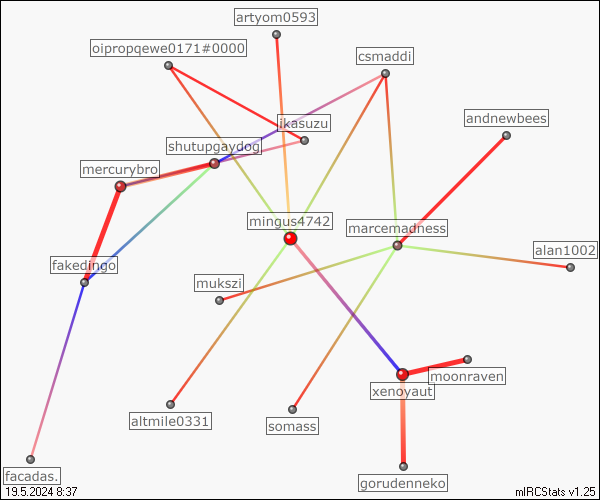 artyom0593
oipropqewe0171#0000
csmaddi
andnewbees
ikasuzu
shutupgaydog
mercurybro
mingus4742
marcemadness
alan1002
fakedingo
mukszi
moonraven
xenoyaut
altmile0331
somass
facadas.
gorudenneko
19.5.2024 8:37
mIRCStats v1.25